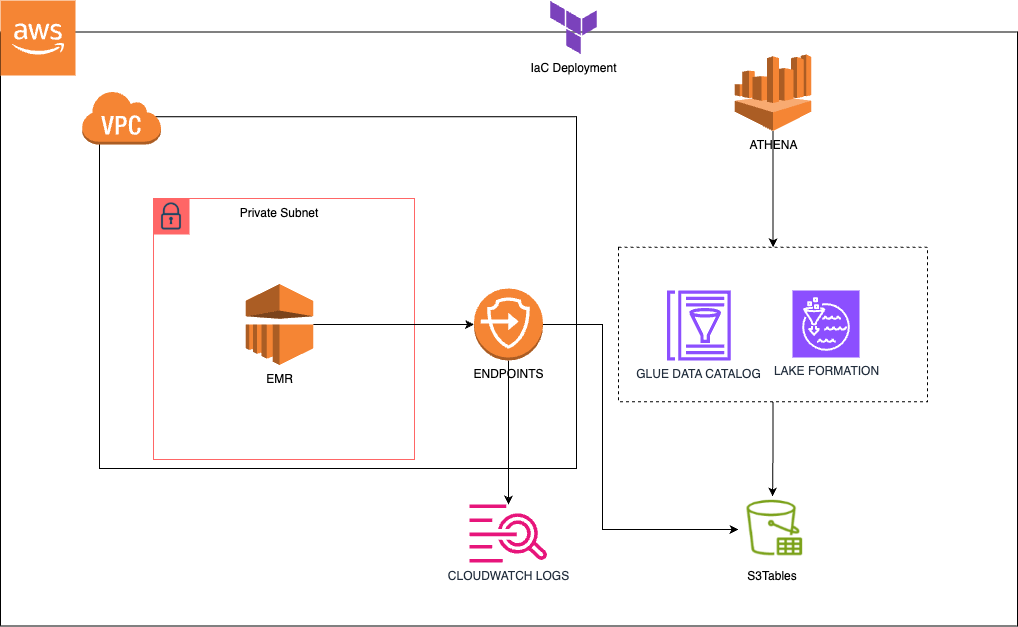 aws
IaC Deployment
VPC
ATHENA
Private Subnet
EMR
ENDPOINTS
GLUE DATA CATALOG
LAKE FORMATION
CLOUDWATCH LOGS
S3Tables